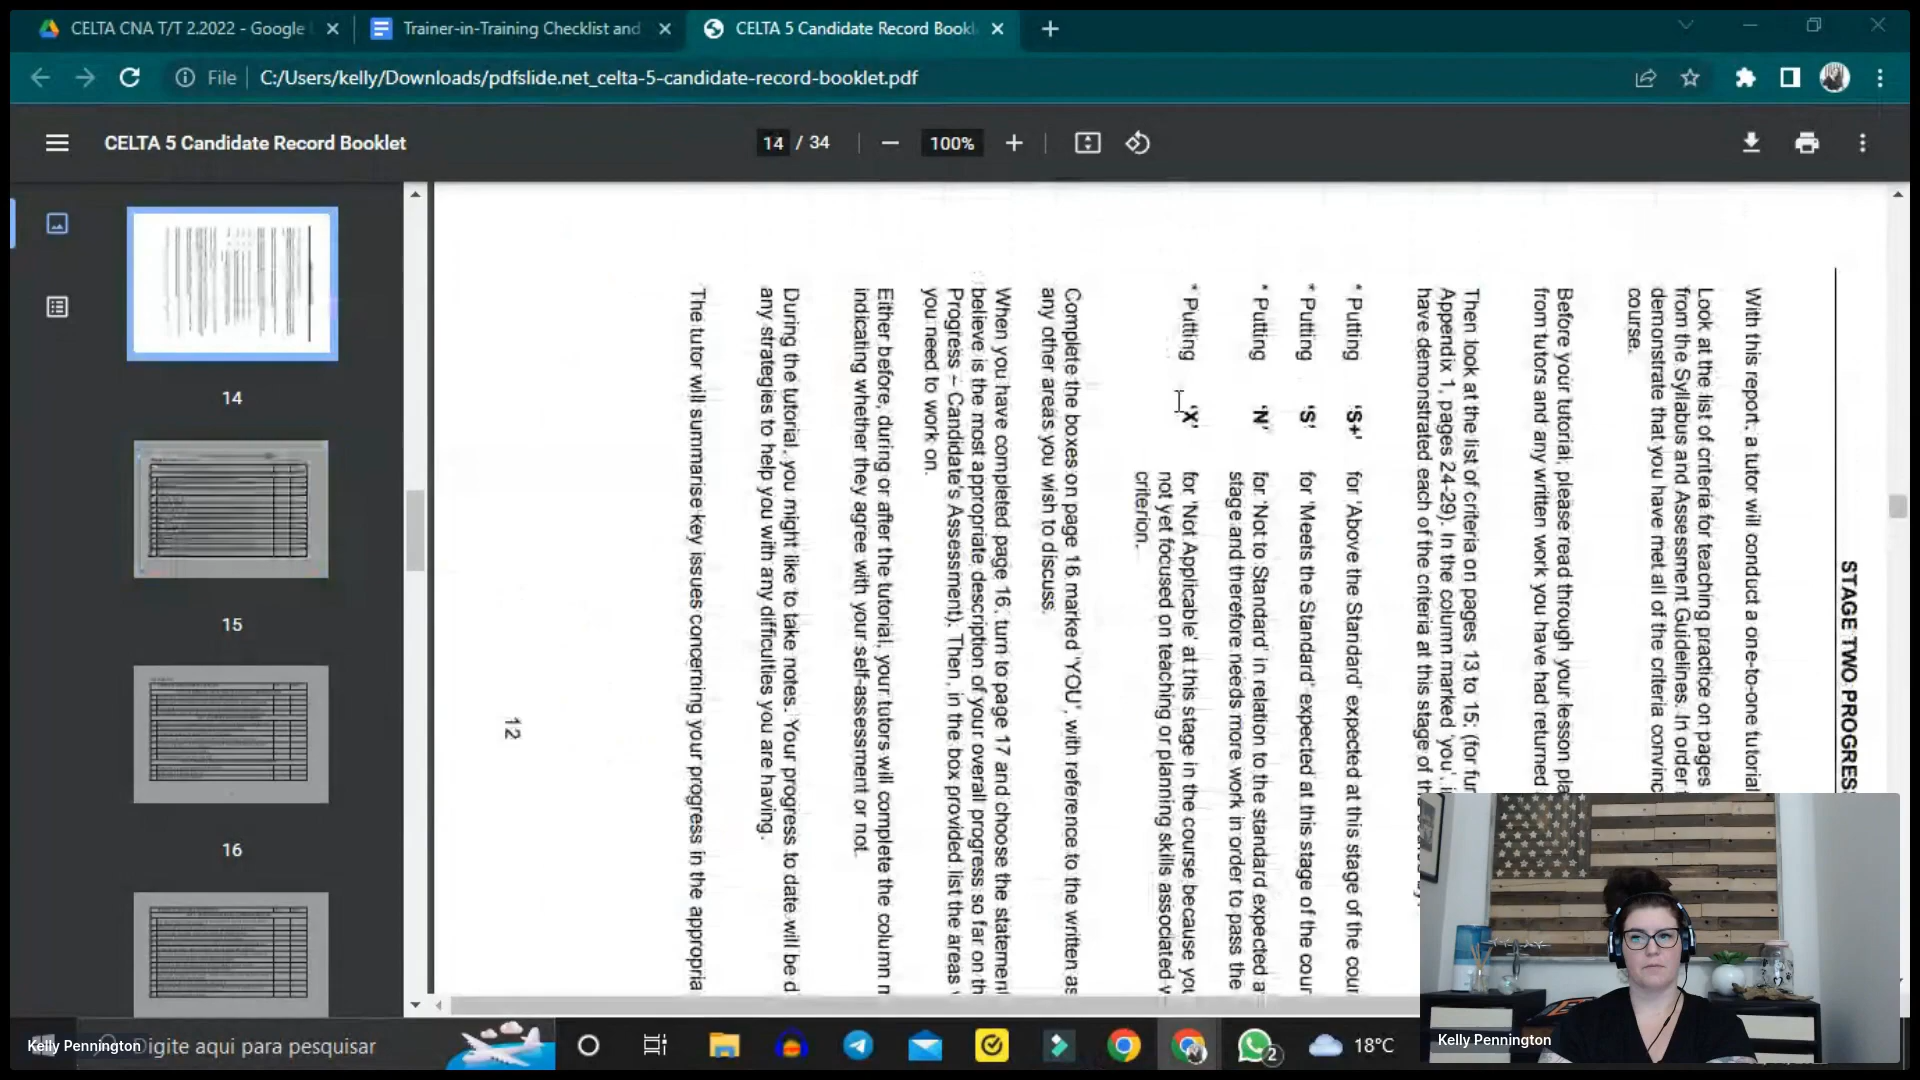 CELTA CNA T/T 2.2022 - Google
Trainer-in-Training Checklist and
CELTA 5 Candidate Record Bookl
File
C:/Users/kelly/Downloads/pdfslide.net_celta-5-candidate-record-booklet.pdf
CELTA 5 Candidate Record Booklet
14 / 34
100%
14
15
16
STAGE TWO PROGRES
With this report, a tutor will conduct a one-to-one tutorial
Look at the list of criteria for teaching practice on pages
from the Syllabus and Assessment Guidelines. In order
demonstrate that you have met all of the criteria convinc
course.
Before your tutorial, please read through your lesson pla
from tutors and any written work you have had returned
Then look at the list of criteria on pages 13 to 15; (for fur
Appendix 1, pages 24-29). In the column marked 'you', i
have demonstrated each of the criteria at this stage of th
* Putting 'S+' for 'Above the Standard' expected at this stage of the cour
* Putting 'S' for 'Meets the Standard' expected at this stage of the cour
* Putting 'N' for 'Not to Standard' in relation to the standard expected a
stage and therefore needs more work in order to pass the
* Putting 'X' for 'Not Applicable' at this stage in the course because you
not yet focused on teaching or planning skills associated
criterion.
Complete the boxes on page 16 marked 'YOU', with reference to the written as
any other areas you wish to discuss.
When you have completed page 16, turn to page 17 and choose the statement
believe is the most appropriate description of your overall progress so far on th
Progress – Candidate's Assessment). Then, in the box provided list the areas
you need to work on.
Either before, during or after the tutorial, your tutors will complete the column m
indicating whether they agree with your self-assessment or not.
During the tutorial, you might like to take notes. Your progress to date will be d
any strategies to help you with any difficulties you are having.
The tutor will summarise key issues concerning your progress in the appropria
12
Kelly Pennington
Digite aqui para pesquisar
2
18°C
Kelly Pennington